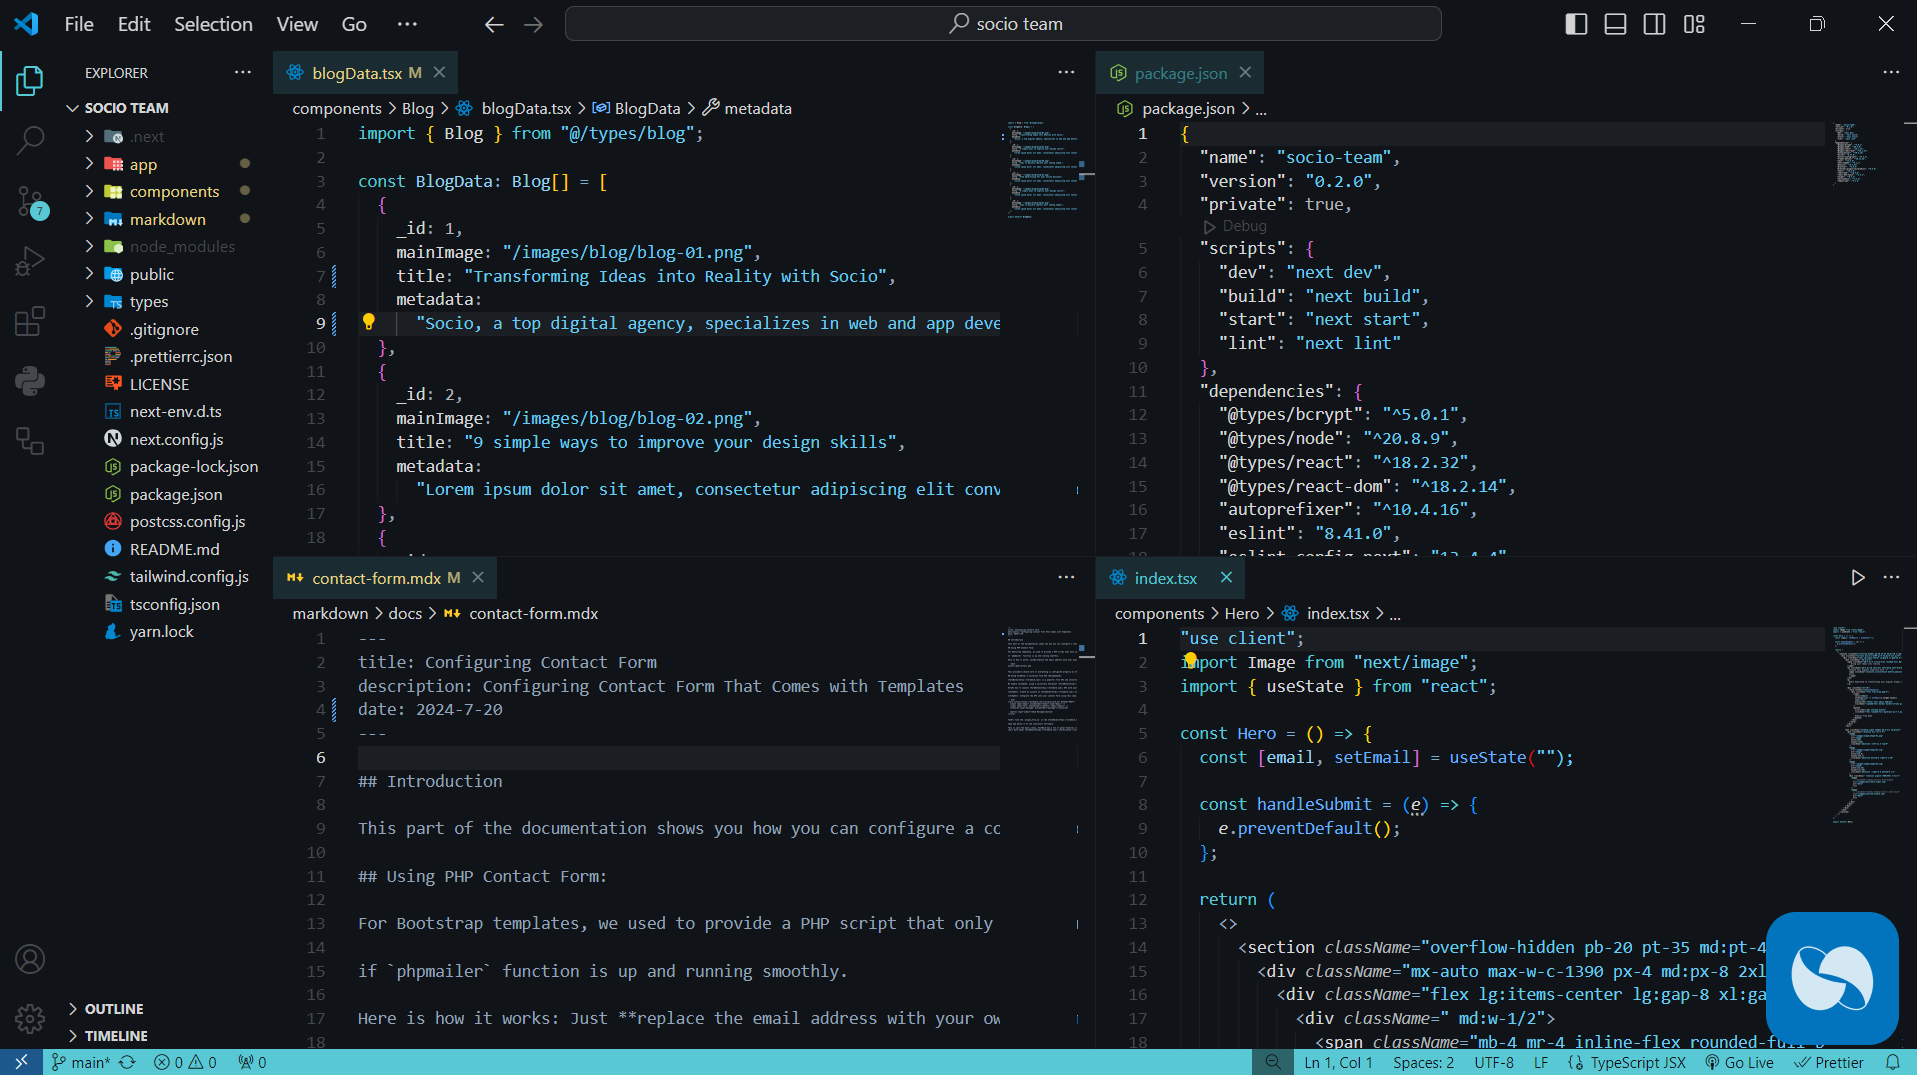 File Edit Selection View Go ··· socio team
EXPLORER ···
SOCIO TEAM
.next
app
components
markdown
node_modules
public
types
.gitignore
.prettierrc.json
LICENSE
next-env.d.ts
next.config.js
package-lock.json
package.json
postcss.config.js
README.md
tailwind.config.js
tsconfig.json
yarn.lock
OUTLINE
TIMELINE
7
blogData.tsx M
components > Blog > blogData.tsx > BlogData > metadata
1 import { Blog } from "@/types/blog";
2
3 const BlogData: Blog[] = [
4 {
5 _id: 1,
6 mainImage: "/images/blog/blog-01.png",
7 title: "Transforming Ideas into Reality with Socio",
8 metadata:
9 "Socio, a top digital agency, specializes in web and app deve
10 },
11 {
12 _id: 2,
13 mainImage: "/images/blog/blog-02.png",
14 title: "9 simple ways to improve your design skills",
15 metadata:
16 "Lorem ipsum dolor sit amet, consectetur adipiscing elit conv
17 },
18 {
package.json
package.json > ...
1 {
2 "name": "socio-team",
3 "version": "0.2.0",
4 "private": true,
Debug
5 "scripts": {
6 "dev": "next dev",
7 "build": "next build",
8 "start": "next start",
9 "lint": "next lint"
10 },
11 "dependencies": {
12 "@types/bcrypt": "^5.0.1",
13 "@types/node": "^20.8.9",
14 "@types/react": "^18.2.32",
15 "@types/react-dom": "^18.2.14",
16 "autoprefixer": "^10.4.16",
17 "eslint": "8.41.0",
contact-form.mdx M
markdown > docs > contact-form.mdx
1 ---
2 title: Configuring Contact Form
3 description: Configuring Contact Form That Comes with Templates
4 date: 2024-7-20
5 ---
6
7 ## Introduction
8
9 This part of the documentation shows you how you can configure a co
10
11 ## Using PHP Contact Form:
12
13 For Bootstrap templates, we used to provide a PHP script that only
14
15 if `phpmailer` function is up and running smoothly.
16
17 Here is how it works: Just **replace the email address with your ow
18
index.tsx
components > Hero > index.tsx > ...
1 "use client";
2 import Image from "next/image";
3 import { useState } from "react";
4
5 const Hero = () => {
6 const [email, setEmail] = useState("");
7
8 const handleSubmit = (e) => {
9 e.preventDefault();
10 };
11
12 return (
13 <>
14 <section className="overflow-hidden pb-20 pt-35 md:pt-4
15 <div className="mx-auto max-w-c-1390 px-4 md:px-8 2xl
16 <div className="flex lg:items-center lg:gap-8 xl:ga
17 <div className=" md:w-1/2">
18 <span className="mb-4 mr-4 inline-flex rounded-full
main* 0 0 0 Ln 1, Col 1 Spaces: 2 UTF-8 LF TypeScript JSX Go Live Prettier